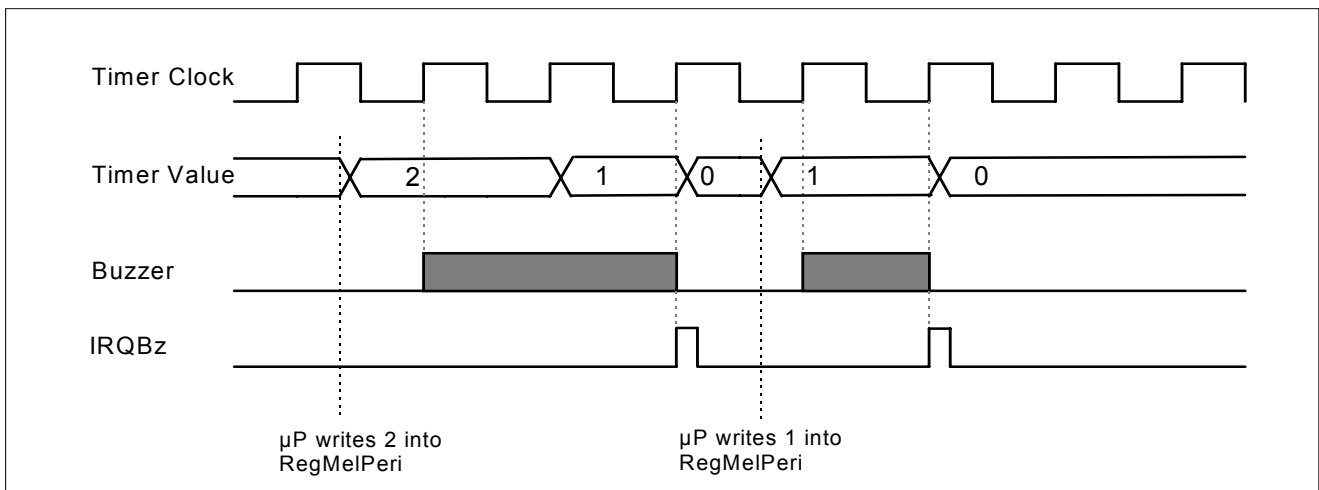 Timer Clock
Timer Value
2
1
0
1
0
Buzzer
IRQBz
µP writes 2 into
RegMelPeri
µP writes 1 into
RegMelPeri